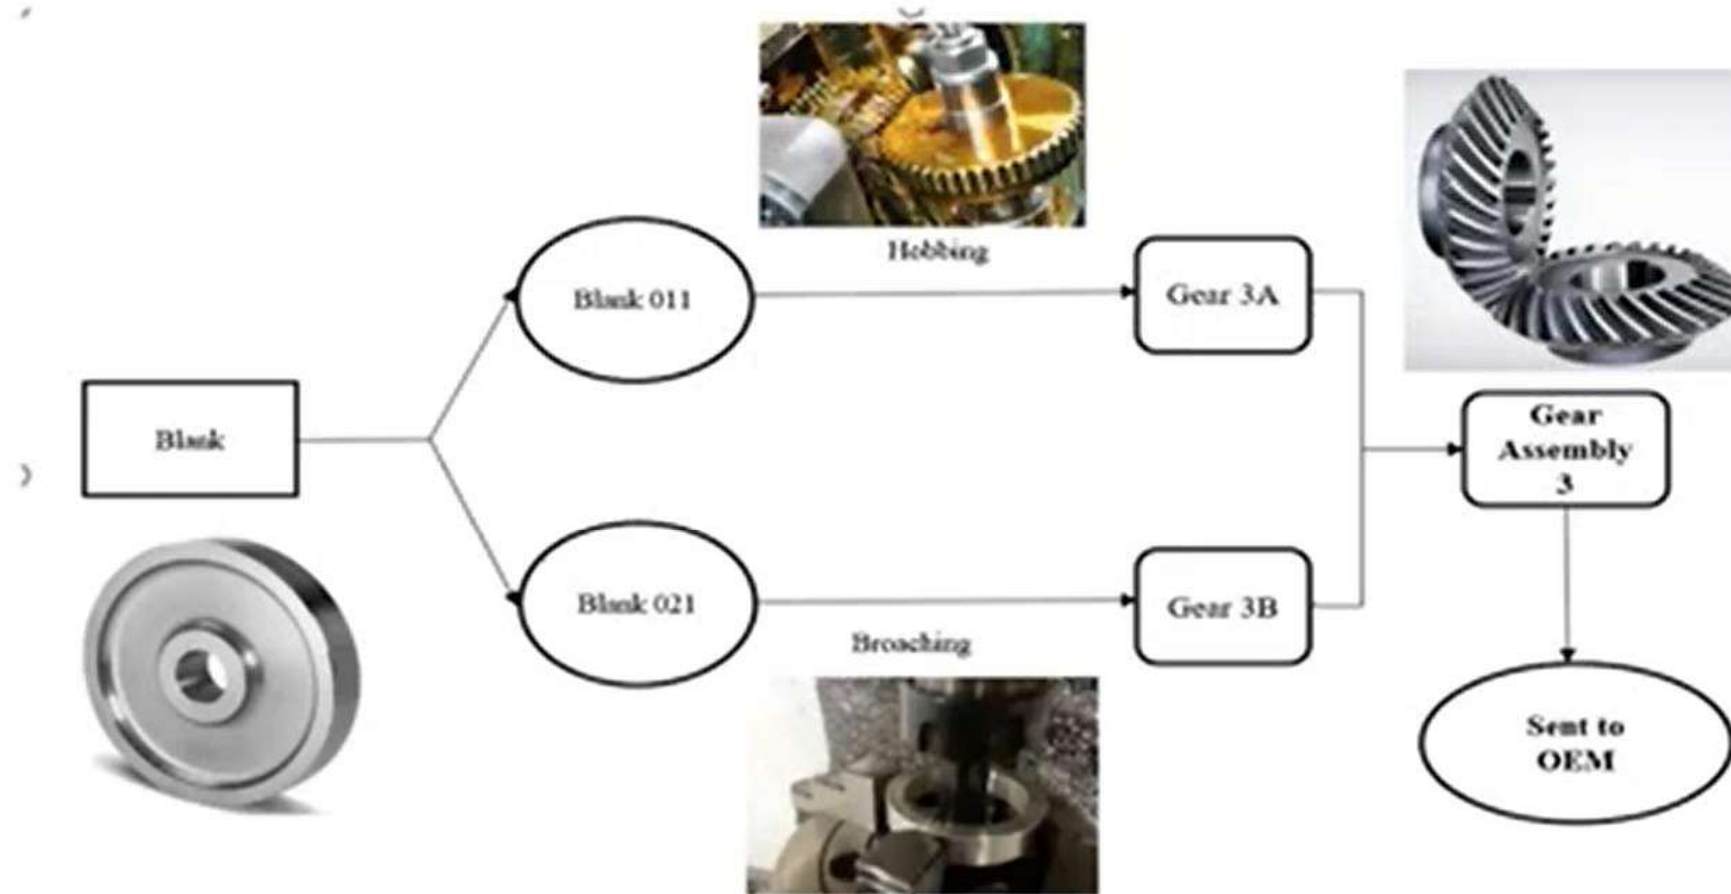 Hobbing
Blank 011
Gear 3A
Blank
Gear
Assembly
3
Blank 021
Gear 3B
Broaching
Sent to
OEM